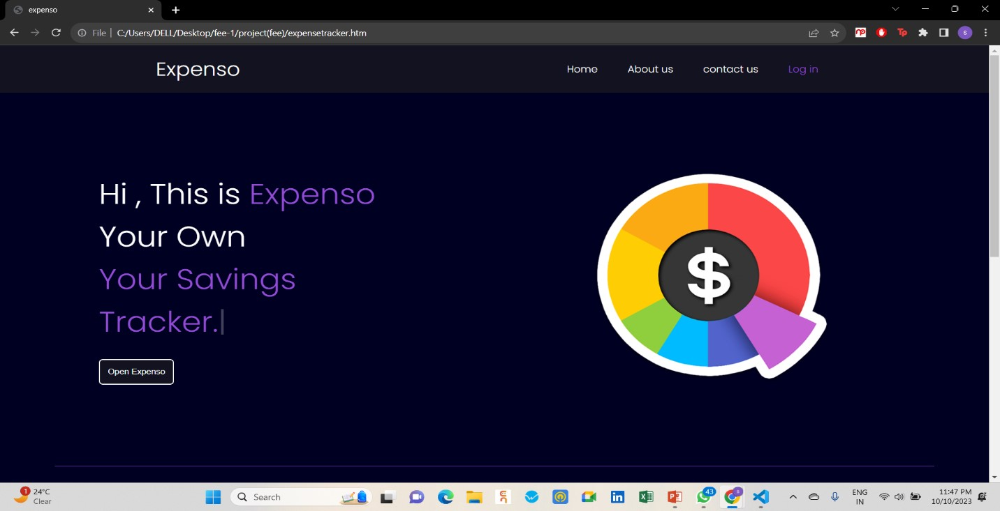 expenso
File | C:/Users/DELL/Desktop/fee-1/project(fee)/expensetracker.htm
Tp
S
Expenso
Home About us contact us Log in
Hi , This is Expenso
Your Own
Your Savings
Tracker.|
Open Expenso
$
1
24°C
Clear
Search
43
S
ENG
IN
11:47 PM
10/10/2023